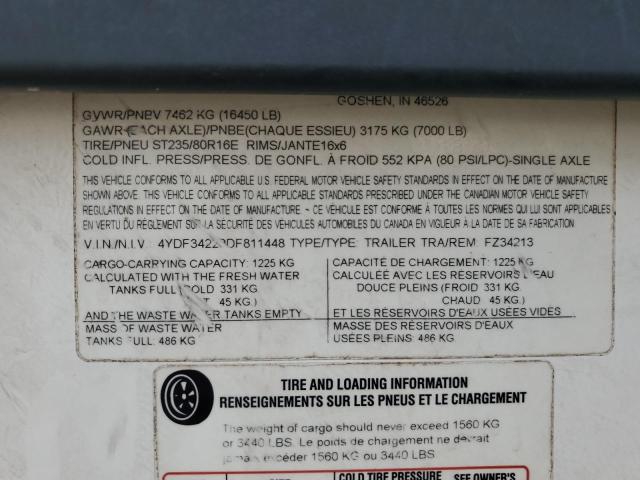 GOSHEN, IN 46526
GVWR/PNBV 7462 KG (16450 LB)
GAWR (EACH AXLE)/PNBE(CHAQUE ESSIEU) 3175 KG (7000 LB)
TIRE/PNEU ST235/80R16E RIMS/JANTE16x6
COLD INFL. PRESS/PRESS. DE GONFL. À FROID 552 KPA (80 PSI/LPC)-SINGLE AXLE
THIS VEHICLE CONFORMS TO ALL APPLICABLE U.S. FEDERAL MOTOR VEHICLE SAFETY STANDARDS IN EFFECT ON THE DATE OF MANUFACTURE
SHOWN ABOVE. THIS VEHICLE CONFORMS TO ALL APPLICABLE STANDARDS PRESCRIBED UNDER THE CANADIAN MOTOR VEHICLE SAFETY
REGULATIONS IN EFFECT ON THE DATE OF MANUFACTURE - CE VÉHICULE EST CONFORME À TOUTES LES NORMES QUI LUI SONT APPLICABLES
EN VERTU DU RÈGLEMENT SUR LA SÉCURITÉ DES VÉHICULES AUTOMOBILES DU CANADA EN VIGUEUR À LA DATE DE SA FABRICATION
V.I.N./N.I.V. TYPE/TYPE: TRAILER TRA/REM: FZ34213
CARGO-CARRYING CAPACITY: 1225 KG
CALCULATED WITH THE FRESH WATER
TANKS FULL (COLD 331 KG
45 KG.)
AND THE WASTE WATER TANKS EMPTY
MASS OF WASTE WATER
TANKS FULL: 486 KG
CAPACITÉ DE CHARGEMENT: 1225 KG
CALCULÉE AVEC LES RÉSERVOIRS D'EAU
DOUCE PLEINS (FROID 331 KG.
CHAUD 45 KG.)
ET LES RÉSERVOIRS D'EAUX USÉES VIDES
MASSE DES RÉSERVOIRS D'EAUX
USÉES PLEINS: 486 KG
TIRE AND LOADING INFORMATION
RENSEIGNEMENTS SUR LES PNEUS ET LE CHARGEMENT
The weight of cargo should never exceed 1560 KG
or 3440 LBS. Le poids de chargement ne devrait
jamais excéder 1560 KG ou 3440 LBS
TIRE COLD TIRE PRESSURE SEE OWNER'S